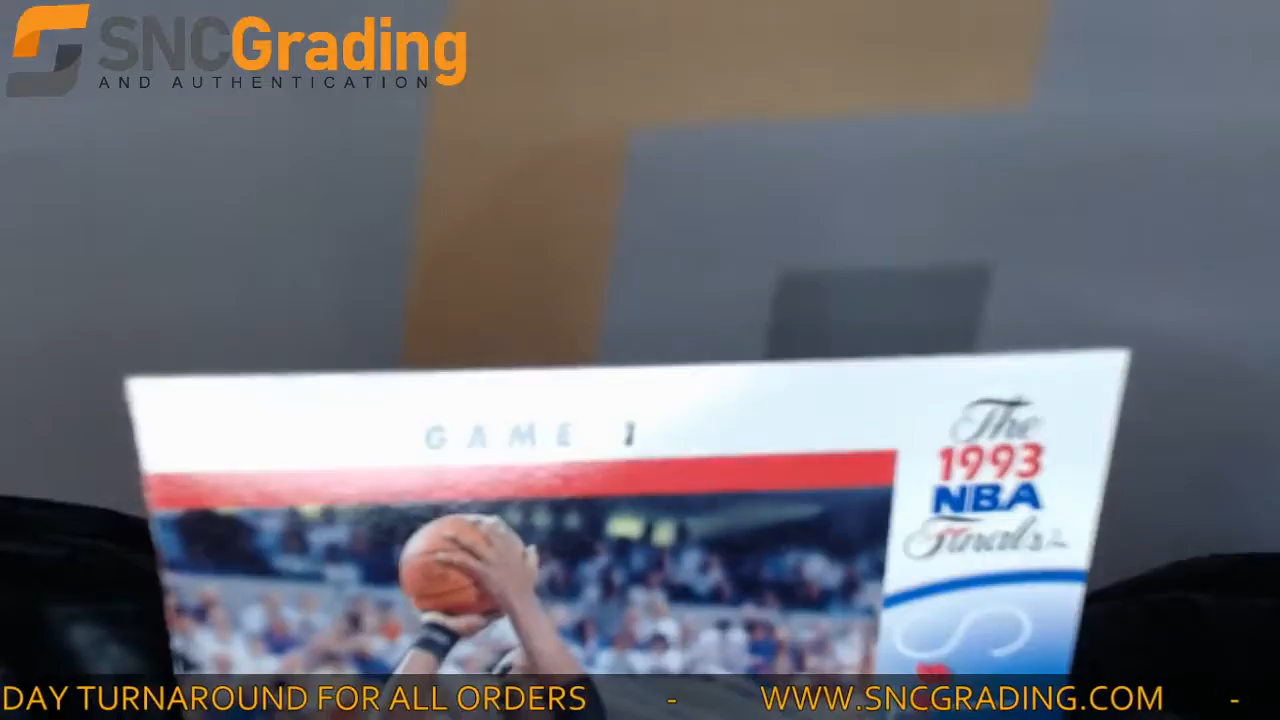 SNCGrading
AND AUTHENTICATION
GAME 1
The
1993
NBA
Finals
DAY TURNAROUND FOR ALL ORDERS - WWW.SNCGRADING.COM -